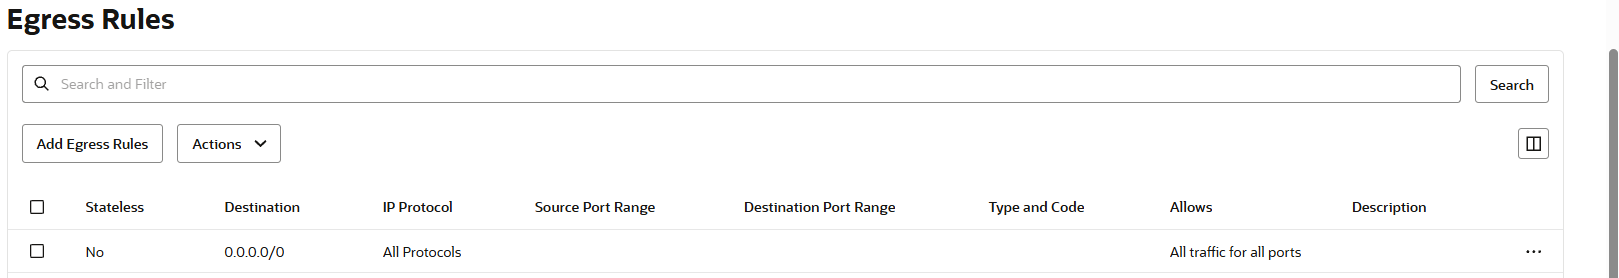 Egress Rules
Search and Filter
Search
Add Egress Rules
Actions
Stateless Destination IP Protocol Source Port Range Destination Port Range Type and Code Allows Description
No 0.0.0.0/0 All Protocols All traffic for all ports